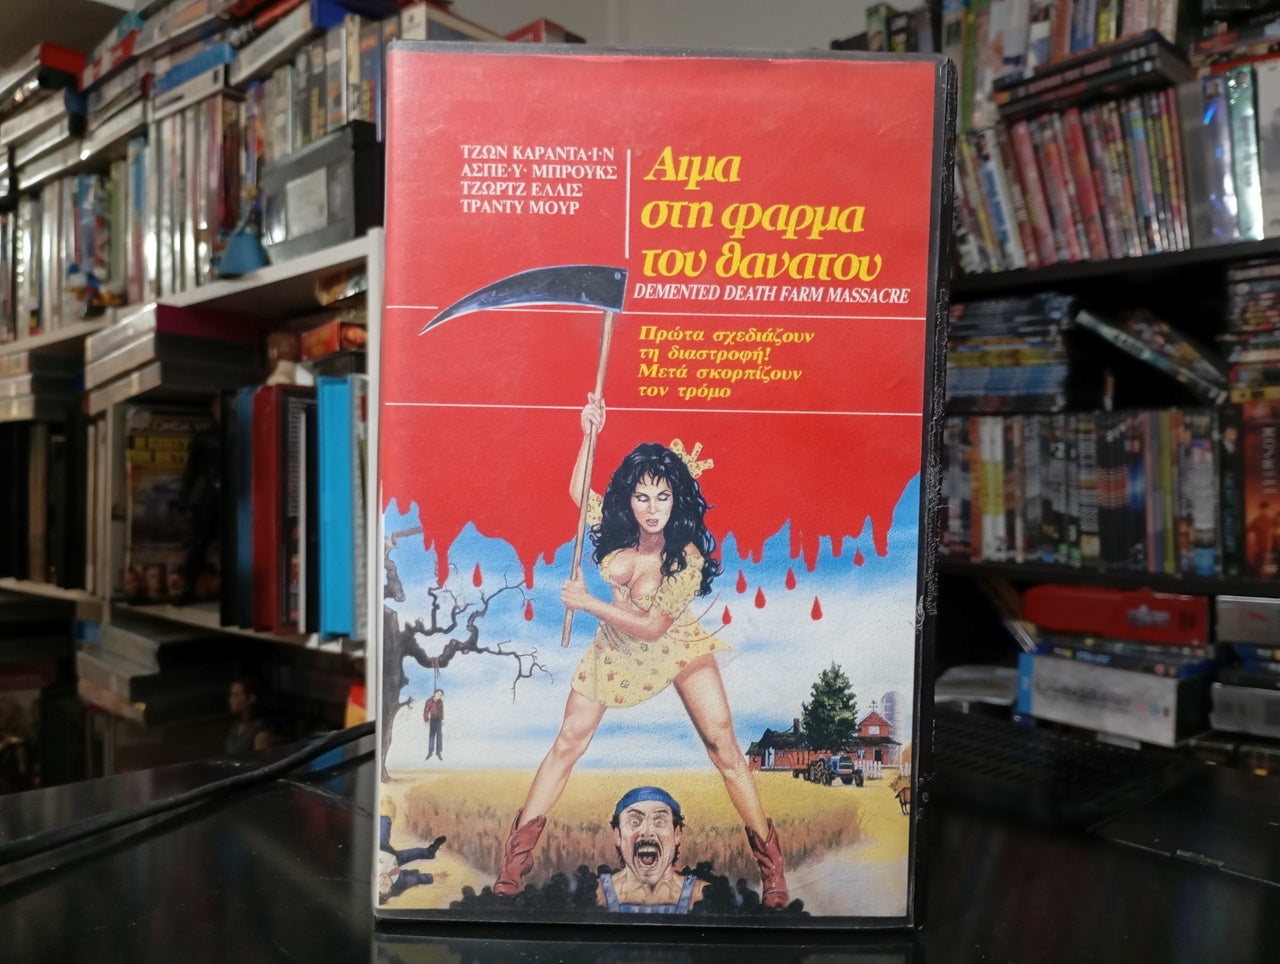 ΤΖΩΝ ΚΑΡΑΝΤΑ·Ι·Ν
ΑΣΠΕ·Υ· ΜΠΡΟΥΚΣ
ΤΖΩΡΤΖ ΕΛΛΙΣ
ΤΡΑΝΤΥ ΜΟΥΡ
Αιμα
στη φαρμα
του θανατου
DEMENTED DEATH FARM MASSACRE
Πρώτα σχεδιάζουν
τη διαστροφή!
Μετά σκορπίζουν
τον τρόμο